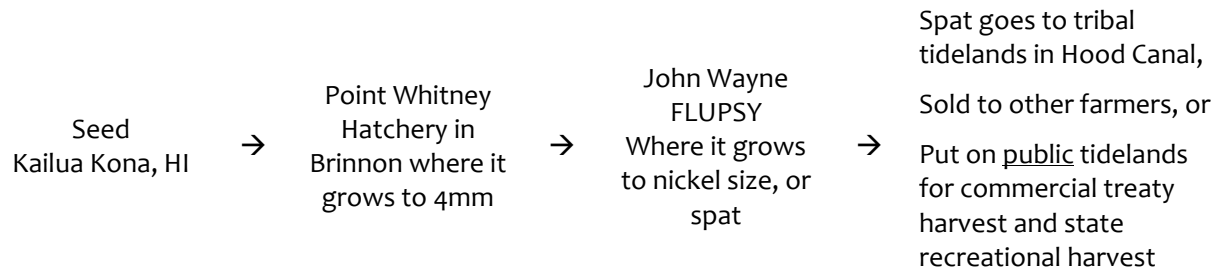 Seed
Kailua Kona, HI
→
Point Whitney
Hatchery in
Brinnon where it
grows to 4mm
→
John Wayne
FLUPSY
Where it grows
to nickel size, or
spat
→
Spat goes to tribal
tidelands in Hood Canal,
Sold to other farmers, or
Put on public tidelands
for commercial treaty
harvest and state
recreational harvest